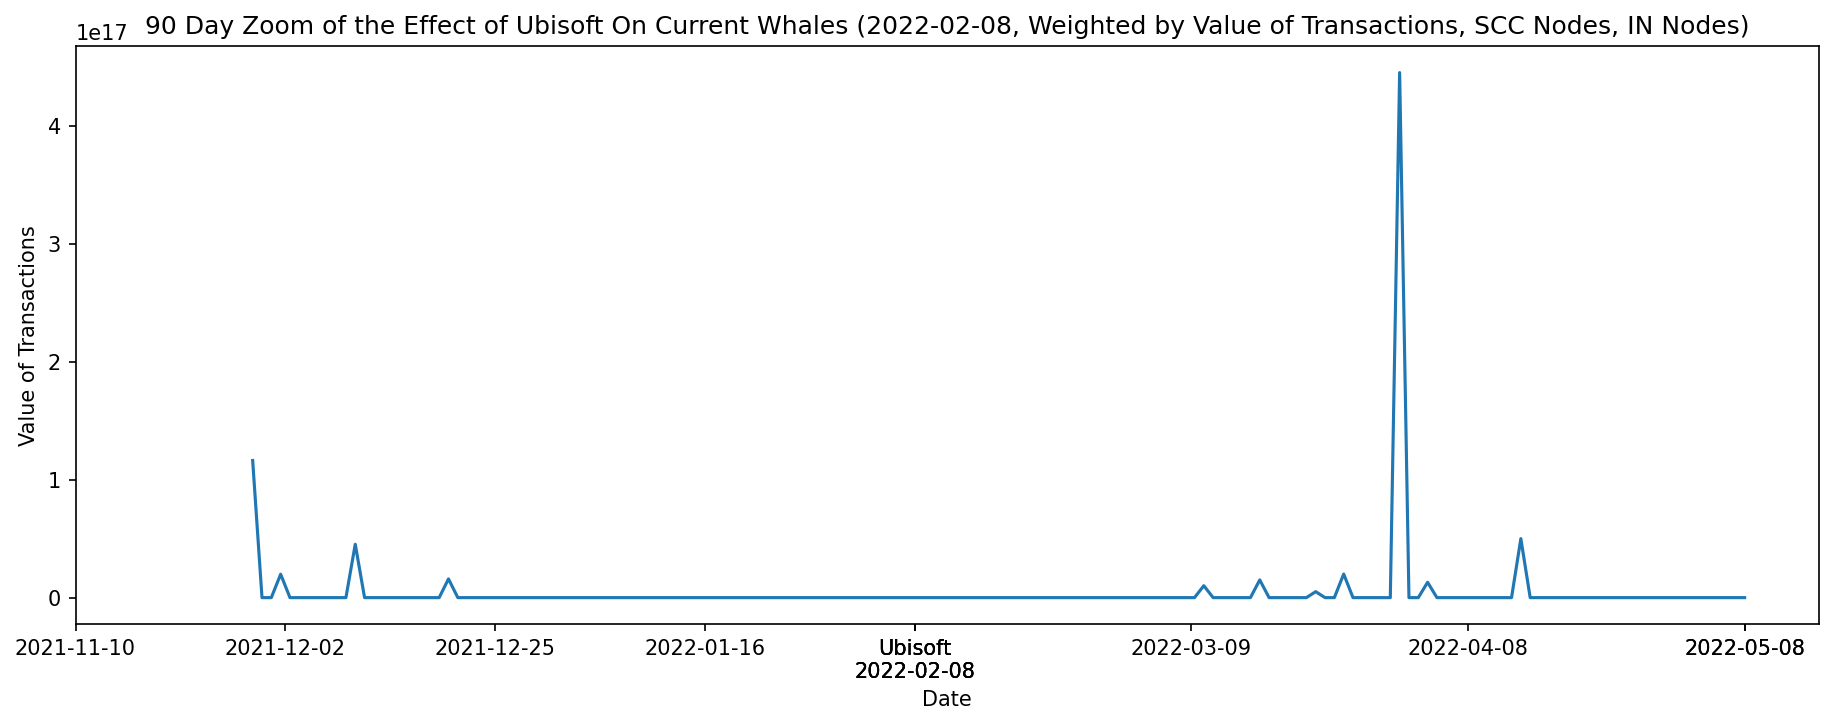 90 Day Zoom of the Effect of Ubisoft On Current Whales (2022-02-08, Weighted by Value of Transactions, SCC Nodes, IN Nodes)
1e17
4
3
2
1
0
Value of Transactions
2021-11-10 2021-12-02 2021-12-25 2022-01-16 Ubisoft 2022-03-09 2022-04-08 2022-05-08
2022-02-08
Date